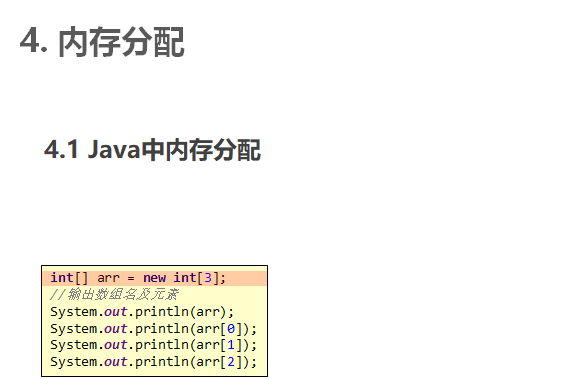 4. 内存分配
4.1 Java中内存分配
int[] arr = new int[3];
//输出数组名及元素
System.out.println(arr);
System.out.println(arr[0]);
System.out.println(arr[1]);
System.out.println(arr[2]);